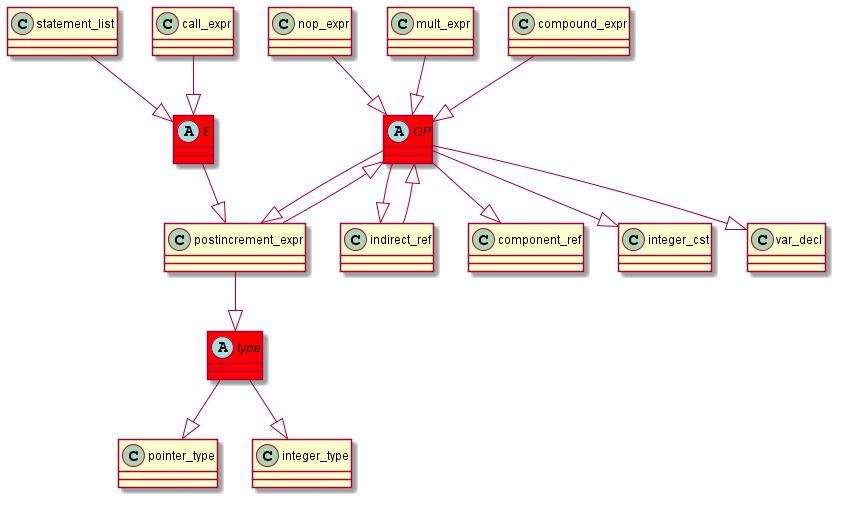 C statement_list
C call_expr
C nop_expr
C mult_expr
C compound_expr
A E
A OP
C postincrement_expr
C indirect_ref
C component_ref
C integer_cst
C var_decl
A type
C pointer_type
C integer_type